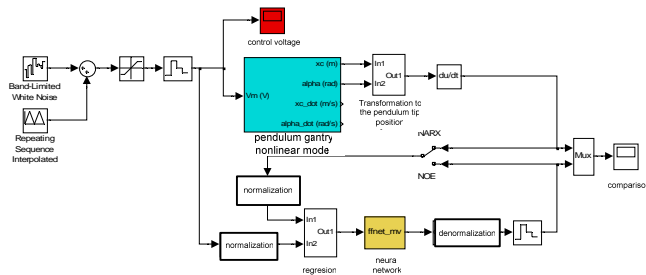 control voltage
Band-Limited
White Noise
Repeating
Sequence
Interpolated
Vm (V)
xc (m)
alpha (rad)
xc_dot (m/s)
alpha_dot (rad/s)
pendulum gantry
nonlinear mode
In1
In2
Out1
Transformation to
the pendulum tip
position
du/dt
NARX
NOE
Mux
compariso
normalization
normalization
In1
In2
Out1
regresion
ffnet_mv
neura
network
denormalization